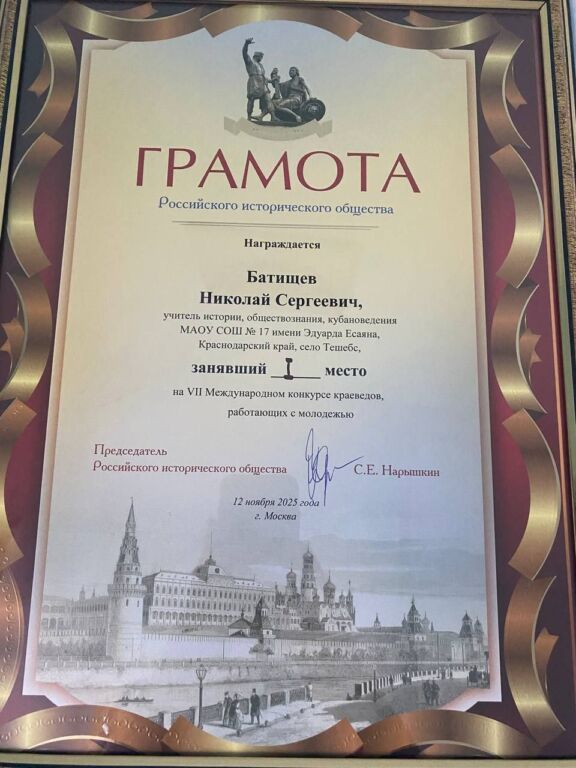 ГРАМОТА
Российского исторического общества
Награждается
Батищев
Николай Сергеевич,
учитель истории, обществознания, кубановедения
МАОУ СОШ № 17 имени Эдуарда Есаяна,
Краснодарский край, село Тешебс,
занявший I место
на VII Международном конкурсе краеведов,
работающих с молодежью
Председатель
Российского исторического общества С.Е. Нарышкин
12 ноября 2025 года
г. Москва